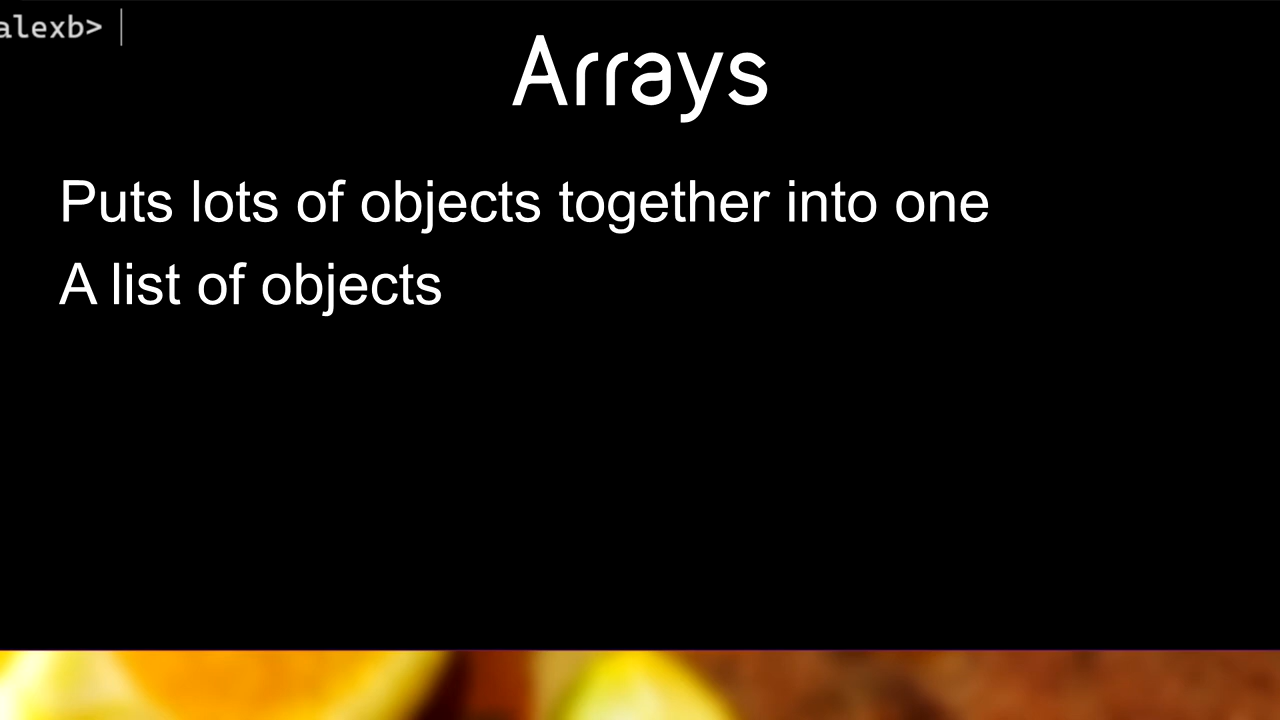 alexb>
Arrays
Puts lots of objects together into one
A list of objects